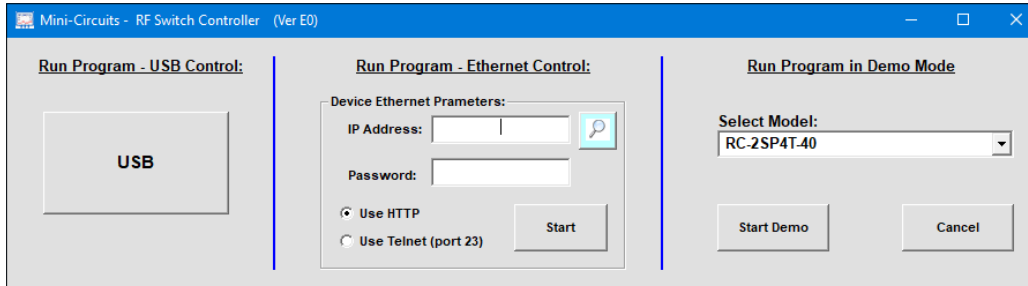 Mini-Circuits - RF Switch Controller (Ver E0)
Run Program - USB Control:
USB
Run Program - Ethernet Control:
Device Ethernet Prameters:
IP Address:
Password:
Use HTTP
Use Telnet (port 23)
Start
Run Program in Demo Mode
Select Model:
RC-2SP4T-40
Start Demo
Cancel